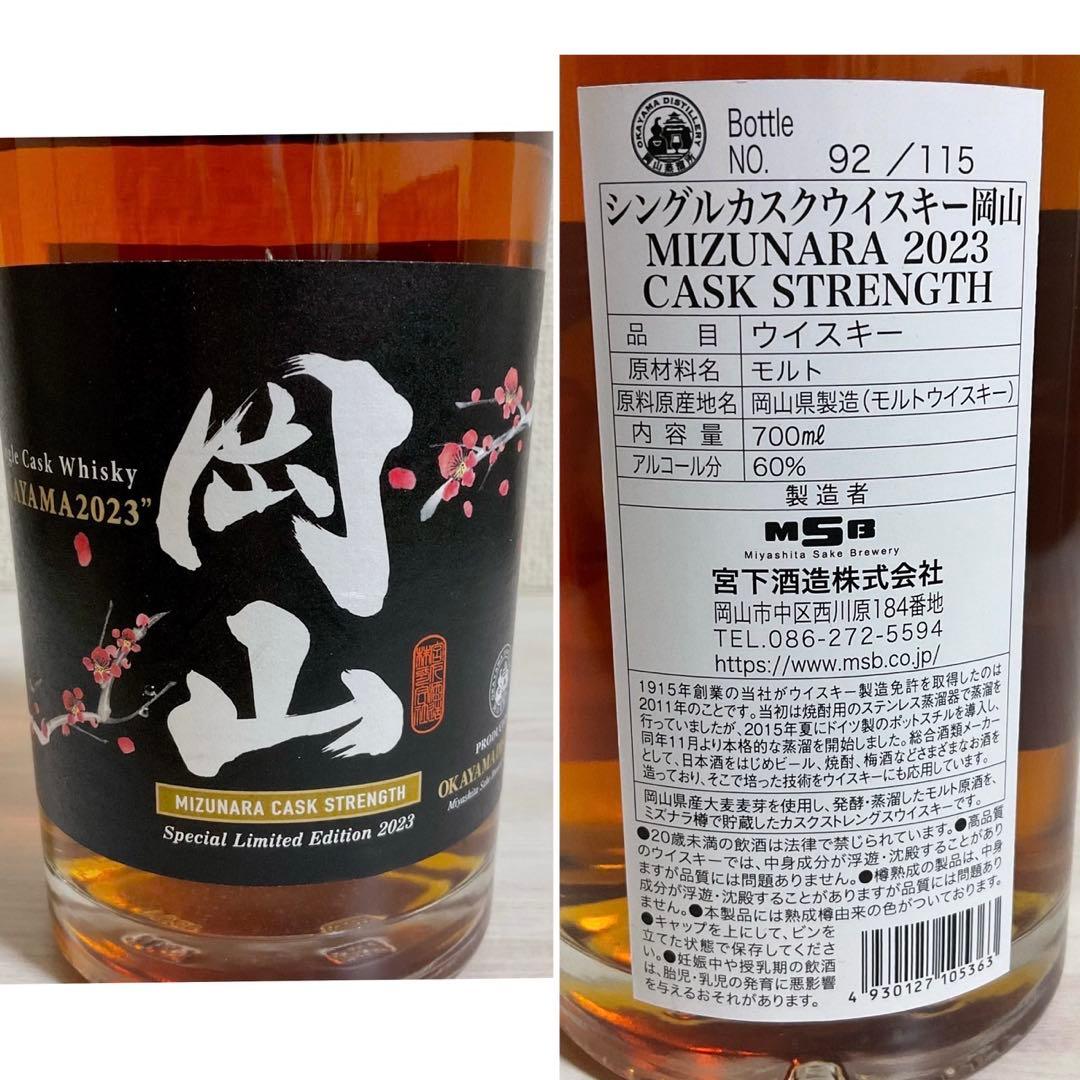 岡山
Cask Whisky
2023”
MIZUNARA CASK STRENGTH
Special Limited Edition 2023
OKAYAMA
OKAYAMA DISTILLERY
岡山蒸溜所
Bottle
NO. 92 / 115
シングルカスクウイスキー岡山
MIZUNARA 2023
CASK STRENGTH
品 目 ウイスキー
原材料名 モルト
原料原産地名 岡山県製造(モルトウイスキー)
内容量 700㎖
アルコール分 60%
製造者
MSB
Miyashita Sake Brewery
宮下酒造株式会社
岡山市中区西川原184番地
TEL.086-272-5594
https://www.msb.co.jp/
1915年創業の当社がウイスキー製造免許を取得したのは
2011年のことです。当初は焼酎用のステンレス蒸溜器で蒸溜を
行っていましたが、2015年夏にドイツ製のポットスチルを導入し、
同年11月より本格的な蒸溜を開始しました。総合酒類メーカー
として、日本酒をはじめビール、焼酎、梅酒などさまざまなお酒を
造っており、そこで培った技術をウイスキーにも応用しています。
岡山県産大麦麦芽を使用し、発酵・蒸溜したモルト原酒を、
ミズナラ樽で貯蔵したカスクストレングスウイスキーです。
●20歳未満の飲酒は法律で禁じられています。●高品質
のウイスキーでは、中身成分が浮遊・沈殿することがあり
ますが品質には問題ありません。●樽熟成の製品は、中身
成分が浮遊・沈殿することがありますが品質には問題あり
ません。●本製品には熟成樽由来の色がついております。
●キャップを上にして、ビンを
立てた状態で保存してくださ
い。●妊娠中や授乳期の飲酒
は、胎児・乳児の発育に悪影響
を与えるおそれがあります。
4 930127 105363